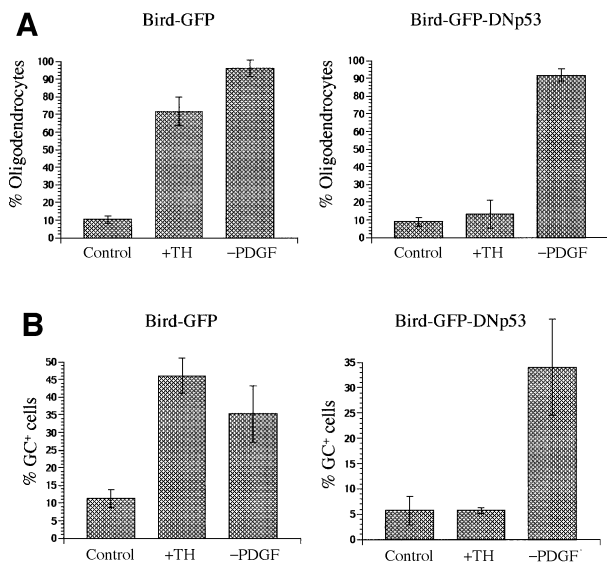 A
Bird-GFP
Bird-GFP-DNp53
% Oligodendrocytes
100
90
80
70
60
50
40
30
20
10
0
Control +TH −PDGF
% Oligodendrocytes
100
90
80
70
60
50
40
30
20
10
0
Control +TH −PDGF
B
Bird-GFP
Bird-GFP-DNp53
% GC+ cells
50
45
40
35
30
25
20
15
10
5
0
Control +TH −PDGF
% GC+ cells
35
30
25
20
15
10
5
0
Control +TH −PDGF